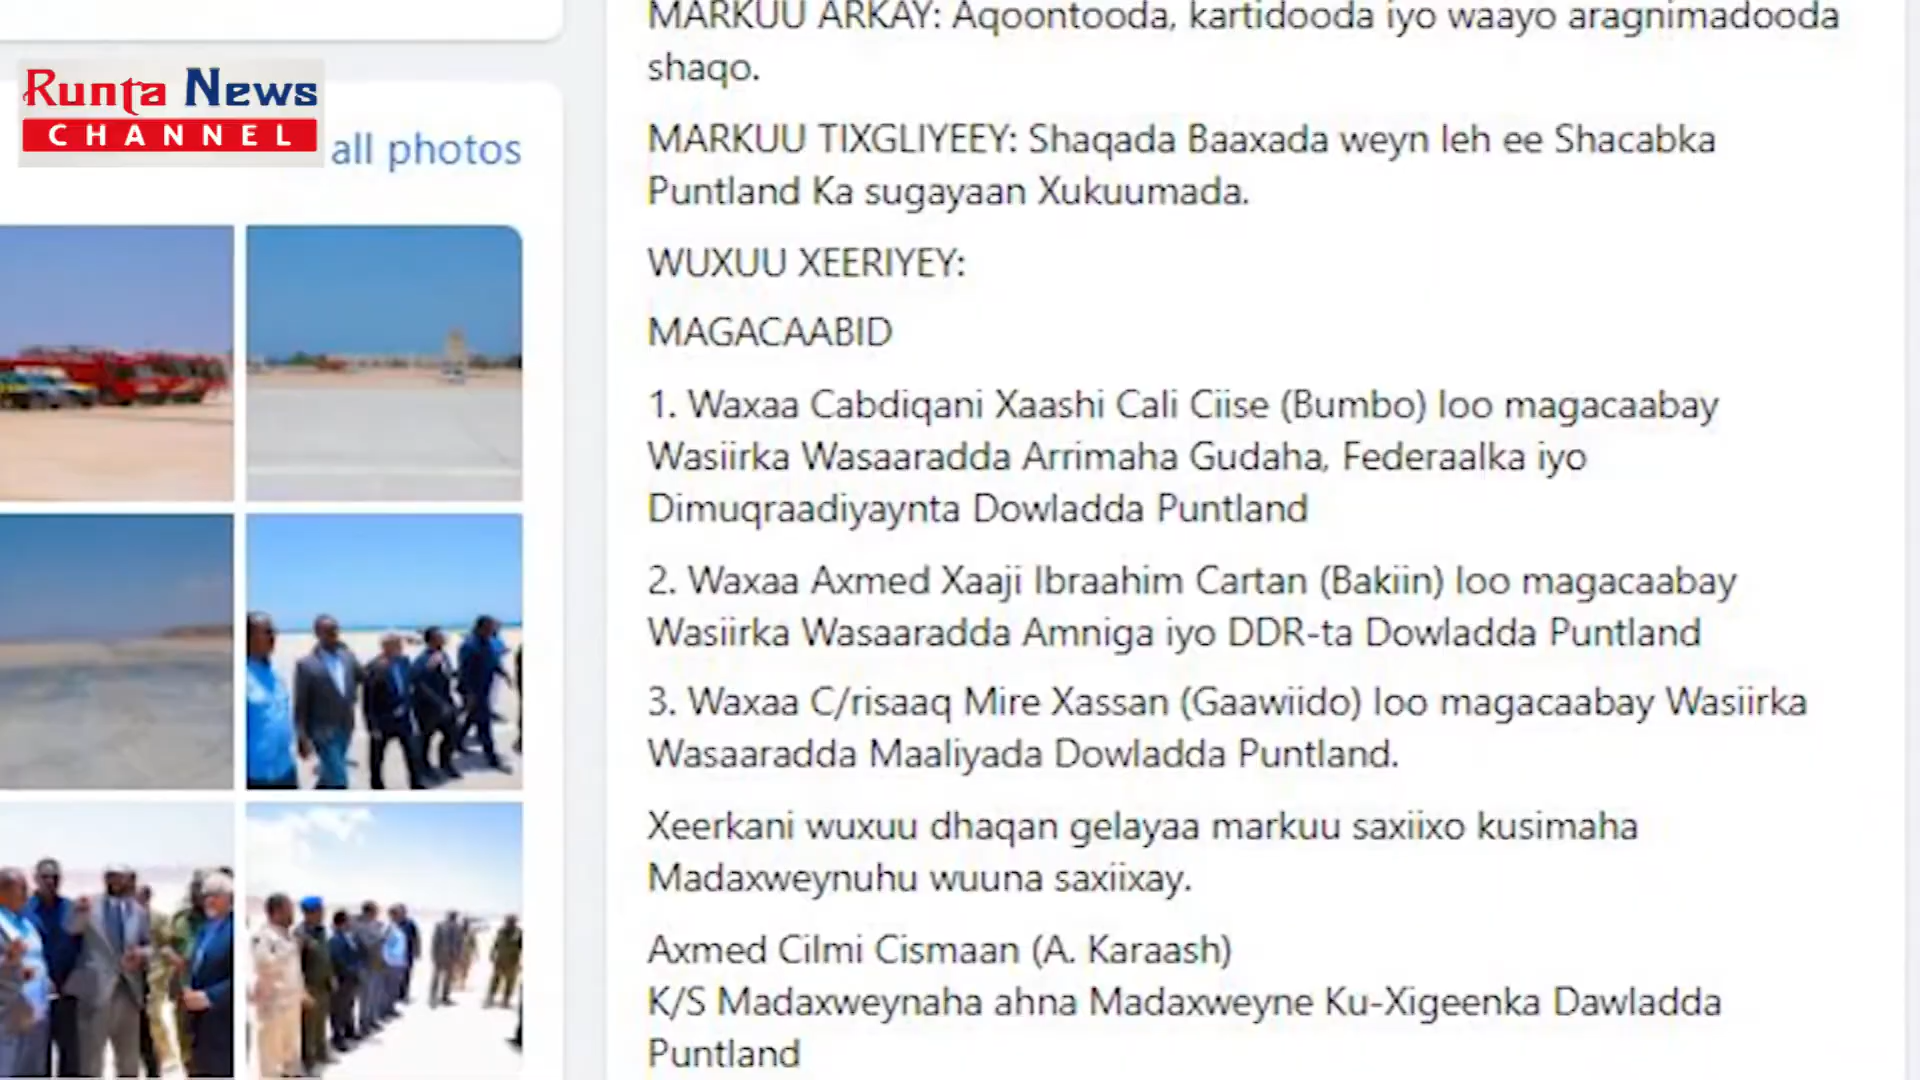 Runta News
CHANNEL
all photos
MARKUU ARKAY: Aqoontooda, kartidooda iyo waayo aragnimadooda
shaqo.
MARKUU TIXGLIYEEY: Shaqada Baaxada weyn leh ee Shacabka
Puntland Ka sugayaan Xukuumada.
WUXUU XEERIYEY:
MAGACAABID
1. Waxaa Cabdiqani Xaashi Cali Ciise (Bumbo) loo magacaabay
Wasiirka Wasaaradda Arrimaha Gudaha, Federaalka iyo
Dimuqraadiyaynta Dowladda Puntland
2. Waxaa Axmed Xaaji Ibraahim Cartan (Bakiin) loo magacaabay
Wasiirka Wasaaradda Amniga iyo DDR-ta Dowladda Puntland
3. Waxaa C/risaaq Mire Xassan (Gaawiido) loo magacaabay Wasiirka
Wasaaradda Maaliyada Dowladda Puntland.
Xeerkani wuxuu dhaqan gelayaa markuu saxiixo kusimaha
Madaxweynuhu wuuna saxiixay.
Axmed Cilmi Cismaan (A. Karaash)
K/S Madaxweynaha ahna Madaxweyne Ku-Xigeenka Dawladda
Puntland